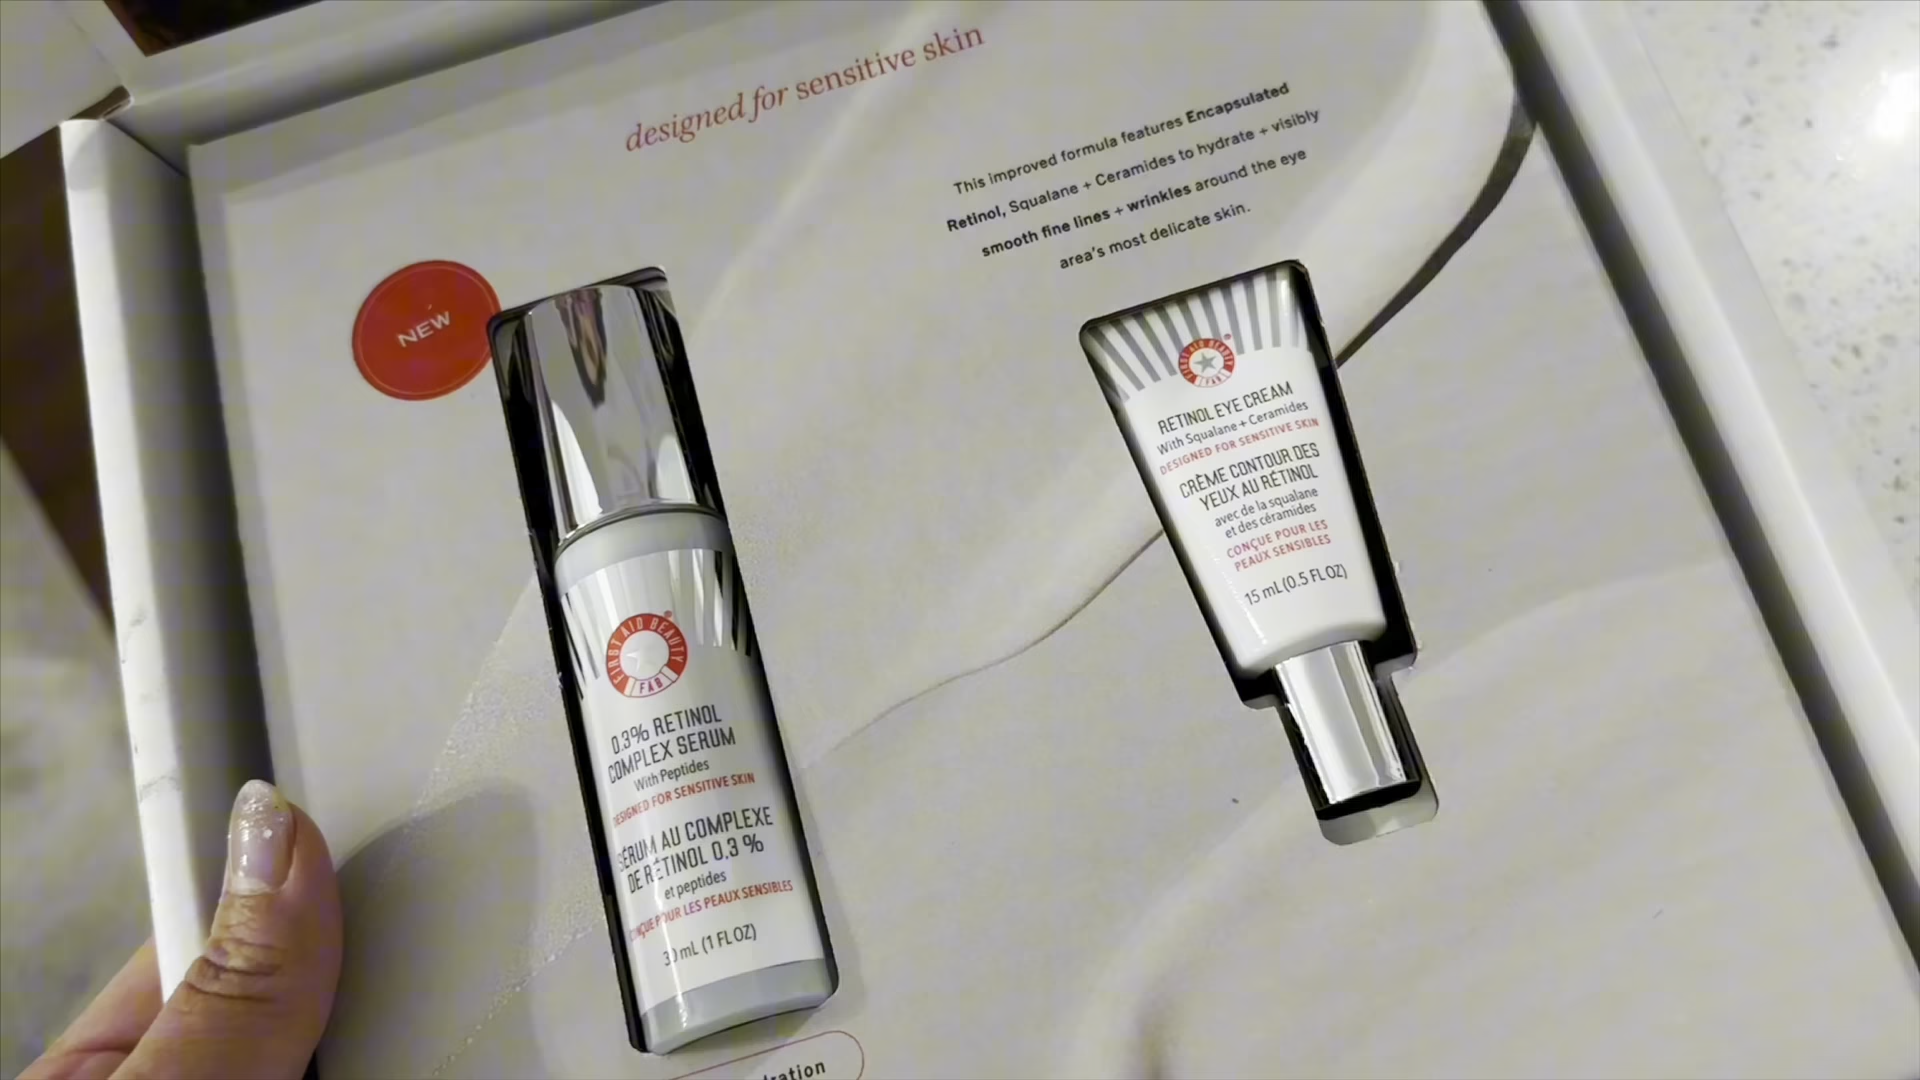 designed for sensitive skin
This improved formula features Encapsulated
Retinol, Squalane + Ceramides to hydrate + visibly
smooth fine lines + wrinkles around the eye
area's most delicate skin.
NEW
FIRST AID BEAUTY
FAB
0.3% RETINOL
COMPLEX SERUM
With Peptides
DESIGNED FOR SENSITIVE SKIN
SÉRUM AU COMPLEXE
DE RÉTINOL 0,3 %
et peptides
CONÇUE POUR LES PEAUX SENSIBLES
30 mL (1 FL OZ)
FIRST AID BEAUTY
FAB
RETINOL EYE CREAM
With Squalane + Ceramides
DESIGNED FOR SENSITIVE SKIN
CRÈME CONTOUR DES
YEUX AU RÉTINOL
avec de la squalane
et des céramides
CONÇUE POUR LES
PEAUX SENSIBLES
15 mL (0.5 FL OZ)